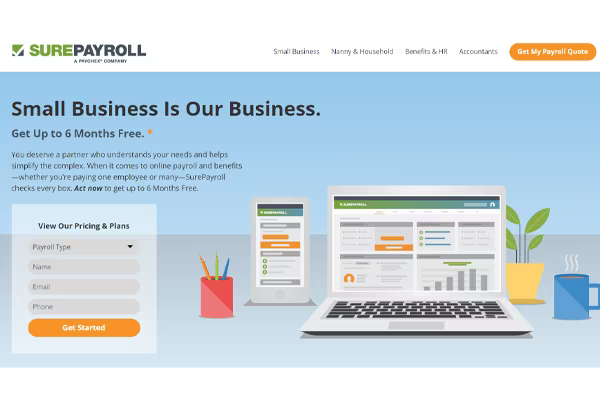 SUREPAYROLL
A PAYCHEX® COMPANY
Small Business Nanny & Household Benefits & HR Accountants Get My Payroll Quote
Small Business Is Our Business.
Get Up to 6 Months Free. *
You deserve a partner who understands your needs and helps
simplify the complex. When it comes to online payroll and benefits
—whether you're paying one employee or many—SurePayroll
checks every box. Act now to get up to 6 Months Free.
View Our Pricing & Plans
Payroll Type
Name
Email
Phone
Get Started
SUREPAYROLL
SUREPAYROLL